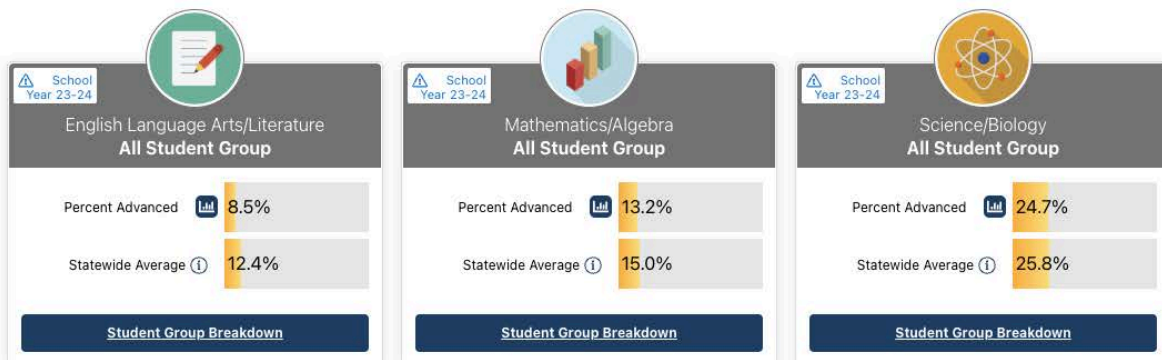 School
Year 23-24
English Language Arts/Literature
All Student Group
Percent Advanced 8.5%
Statewide Average 12.4%
Student Group Breakdown
School
Year 23-24
Mathematics/Algebra
All Student Group
Percent Advanced 13.2%
Statewide Average 15.0%
Student Group Breakdown
School
Year 23-24
Science/Biology
All Student Group
Percent Advanced 24.7%
Statewide Average 25.8%
Student Group Breakdown